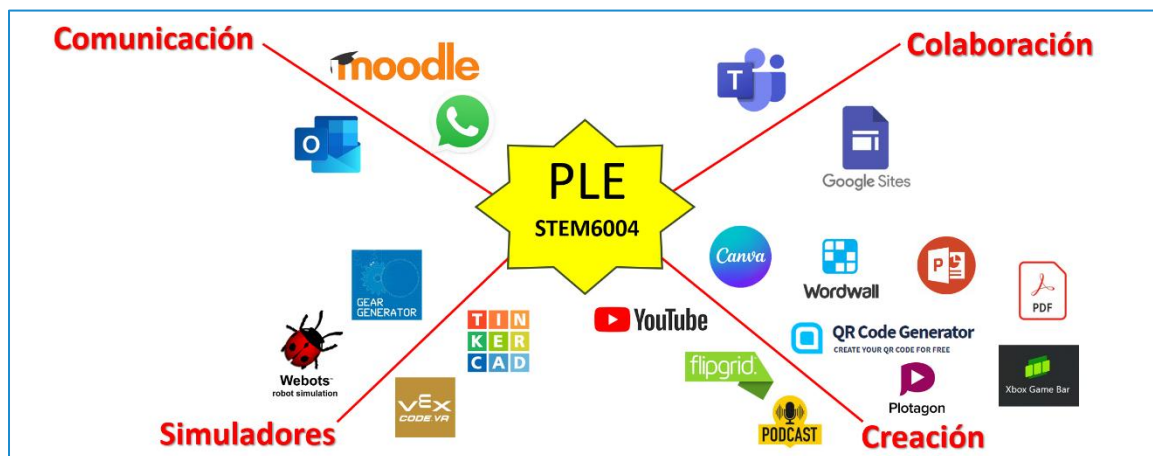 Comunicación
Colaboración
moodle
T
O
Google Sites
PLE
STEM6004
Canva
Wordwall
P
PDF
GEAR
GENERATOR
TIN
KER
CAD
YouTube
QR Code Generator
CREATE YOUR QR CODE FOR FREE
flipgrid.
Webots™
robot simulation
VEX
CODE VR
Plotagon
Xbox Game Bar
PODCAST
Simuladores
Creación